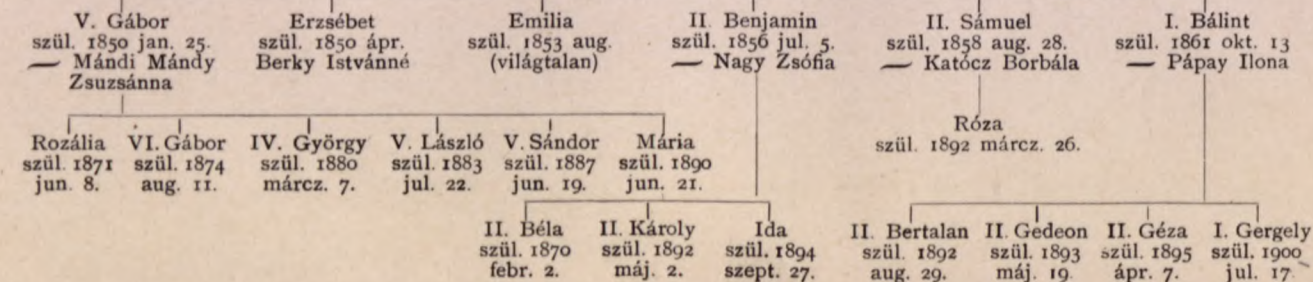 V. Gábor
szül. 1850 jan. 25.
— Mándi Mándy
Zsuzsánna
Erzsébet
szül. 1850 ápr.
Berky Istvánné
Emilia
szül. 1853 aug.
(világtalan)
II. Benjamin
szül. 1856 jul. 5.
— Nagy Zsófia
II. Sámuel
szül. 1858 aug. 28.
— Katócz Borbála
I. Bálint
szül. 1861 okt. 13
— Pápay Ilona
Rozália
szül. 1871
jun. 8.
VI. Gábor
szül. 1874
aug. 11.
IV. György
szül. 1880
márcz. 7.
V. László
szül. 1883
jul. 22.
V. Sándor
szül. 1887
jun. 19.
Mária
szül. 1890
jun. 21.
Róza
szül. 1892 márcz. 26.
II. Béla
szül. 1870
febr. 2.
II. Károly
szül. 1892
máj. 2.
Ida
szül. 1894
szept. 27.
II. Bertalan
szül. 1892
aug. 29.
II. Gedeon
szül. 1893
máj. 19.
II. Géza
szül. 1895
ápr. 7.
I. Gergely
szül. 1900
jul. 17.